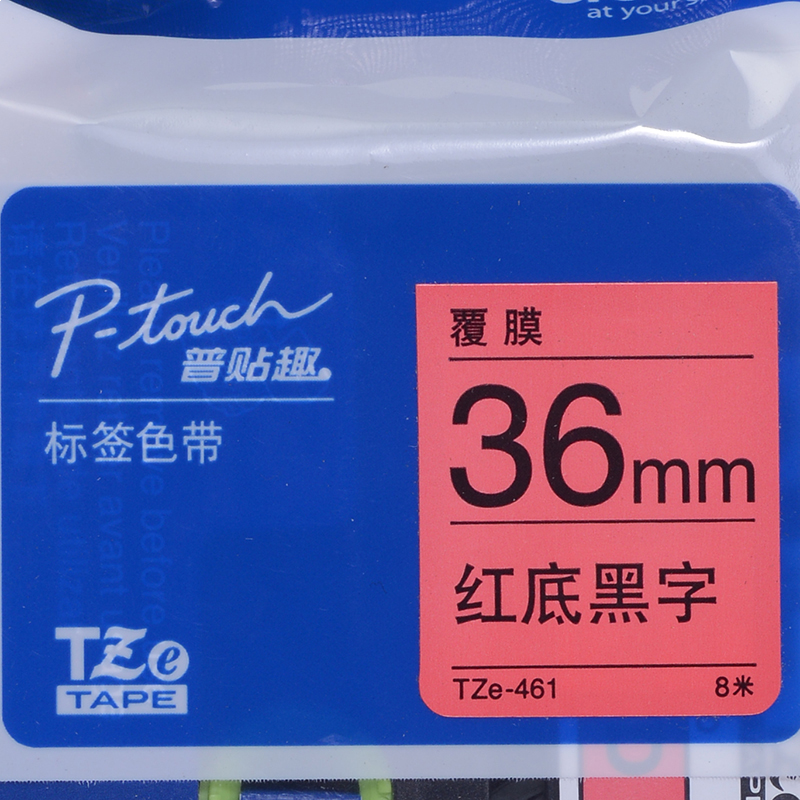 at your s
P-touch
普贴趣
标签色带
TZe
TAPE
覆膜
36mm
红底黑字
TZe-461
8米